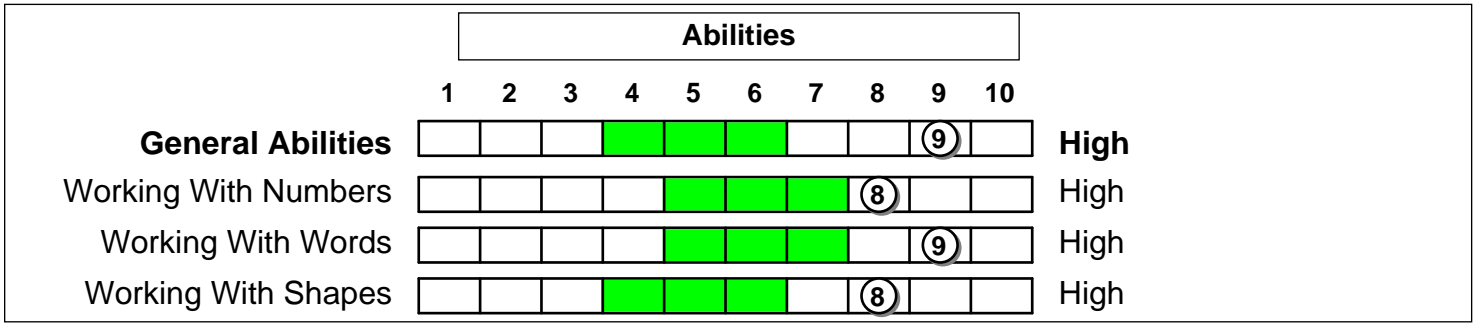 Abilities
1 2 3 4 5 6 7 8 9 10
General Abilities 9 High
Working With Numbers 8 High
Working With Words 9 High
Working With Shapes 8 High